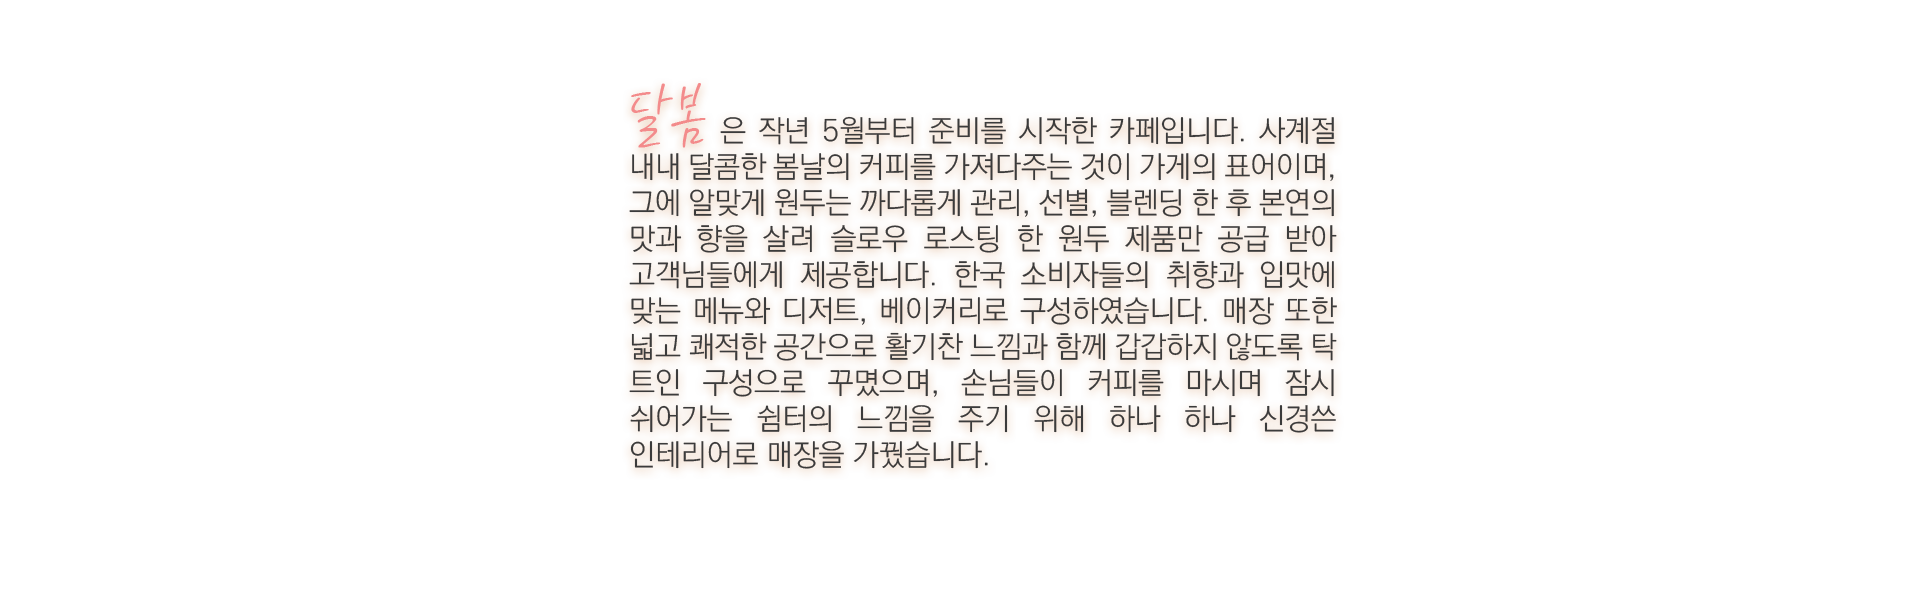 달봄은 작년 5월부터 준비를 시작한 카페입니다. 사계절
내내 달콤한 봄날의 커피를 가져다주는 것이 가게의 표어이며,
그에 알맞게 원두는 까다롭게 관리, 선별, 블렌딩 한 후 본연의
맛과 향을 살려 슬로우 로스팅 한 원두 제품만 공급 받아
고객님들에게 제공합니다. 한국 소비자들의 취향과 입맛에
맞는 메뉴와 디저트, 베이커리로 구성하였습니다. 매장 또한
넓고 쾌적한 공간으로 활기찬 느낌과 함께 갑갑하지 않도록 탁
트인 구성으로 꾸몄으며, 손님들이 커피를 마시며 잠시
쉬어가는 쉼터의 느낌을 주기 위해 하나 하나 신경쓴
인테리어로 매장을 가꿨습니다.